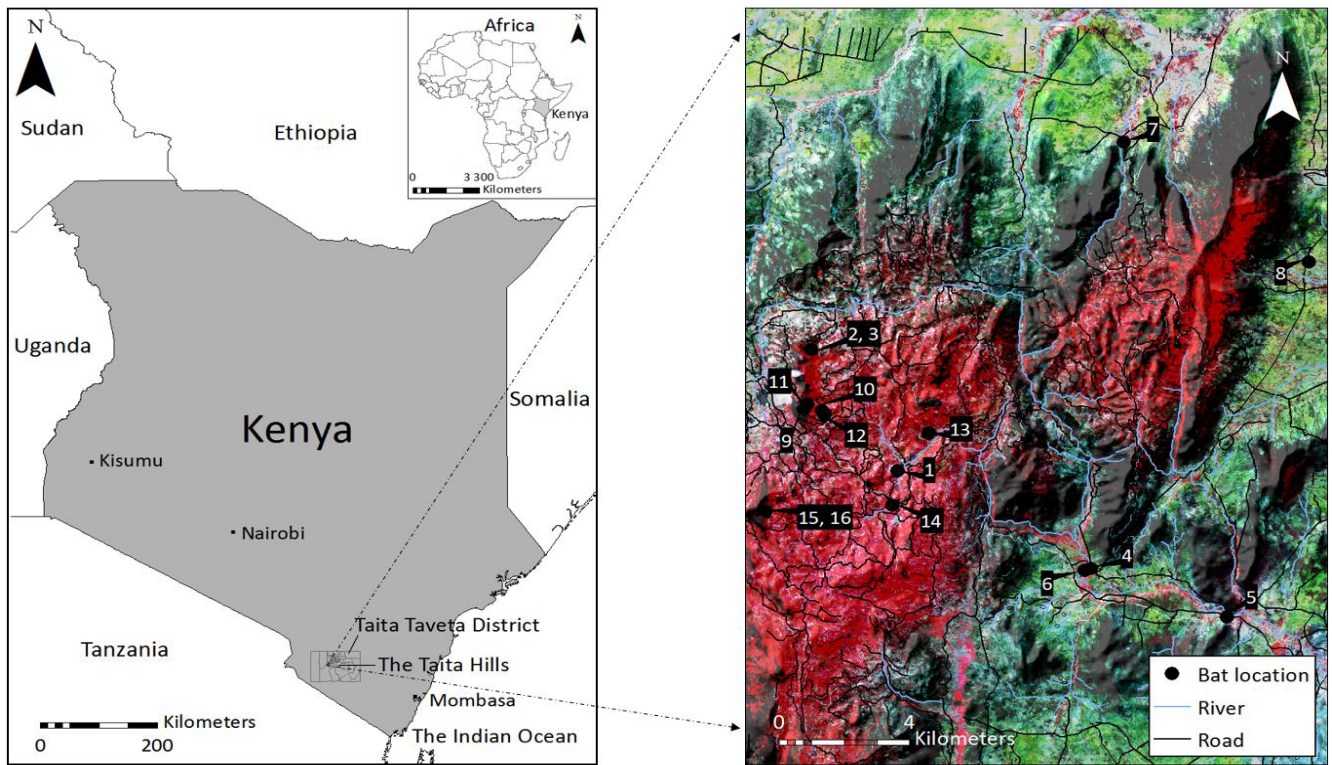 N
Africa
N
Kenya
0 3 300
Kilometers
Sudan
Ethiopia
Uganda
Kenya
Somalia
Kisumu
Nairobi
Tanzania
Taita Taveta District
The Taita Hills
Mombasa
The Indian Ocean
Kilometers
0 200
N
7
8
2, 3
11
10
9
12
13
1
15, 16
14
4
6
5
0 4
Kilometers
Bat location
River
Road